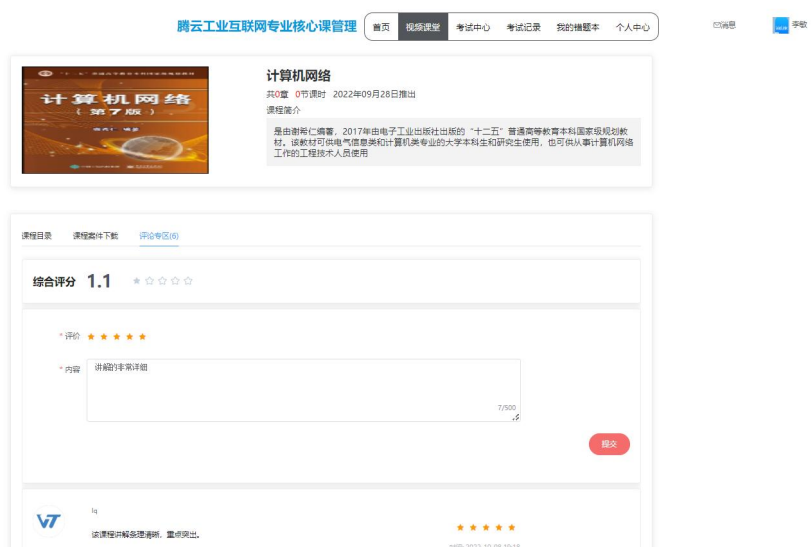 腾云工业互联网专业核心课管理 首页 视频课堂 考试中心 考试记录 我的错题本 个人中心 消息 李敏
计算机网络
（第7版）
计算机网络
共0章 0节课时 2022年09月28日推出
课程简介
是由谢希仁编著，2017年由电子工业出版社出版的“十二五”普通高等教育本科国家级规划教
材。该教材可供电气信息类和计算机类专业的大学本科生和研究生使用，也可供从事计算机网络
工作的工程技术人员使用
课程目录 课程案件下载 评论专区(6)
综合评分 1.1
* 评价
* 内容 讲解的非常详细
7/500
提交
lq
该课程讲解条理清晰，重点突出。